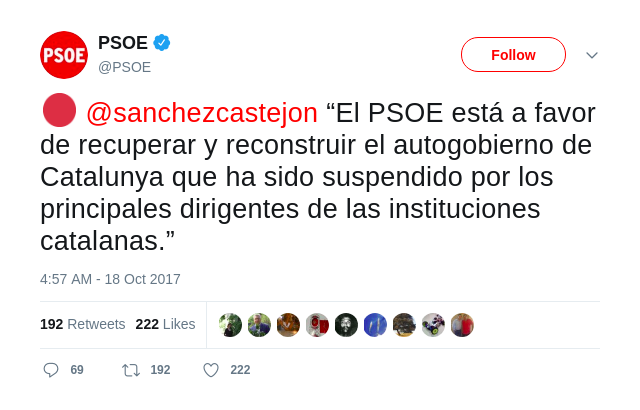 PSOE
PSOE
@PSOE
Follow
@sanchezcastejon “El PSOE está a favor
de recuperar y reconstruir el autogobierno de
Catalunya que ha sido suspendido por los
principales dirigentes de las instituciones
catalanas.”
4:57 AM - 18 Oct 2017
192 Retweets 222 Likes
69 192 222